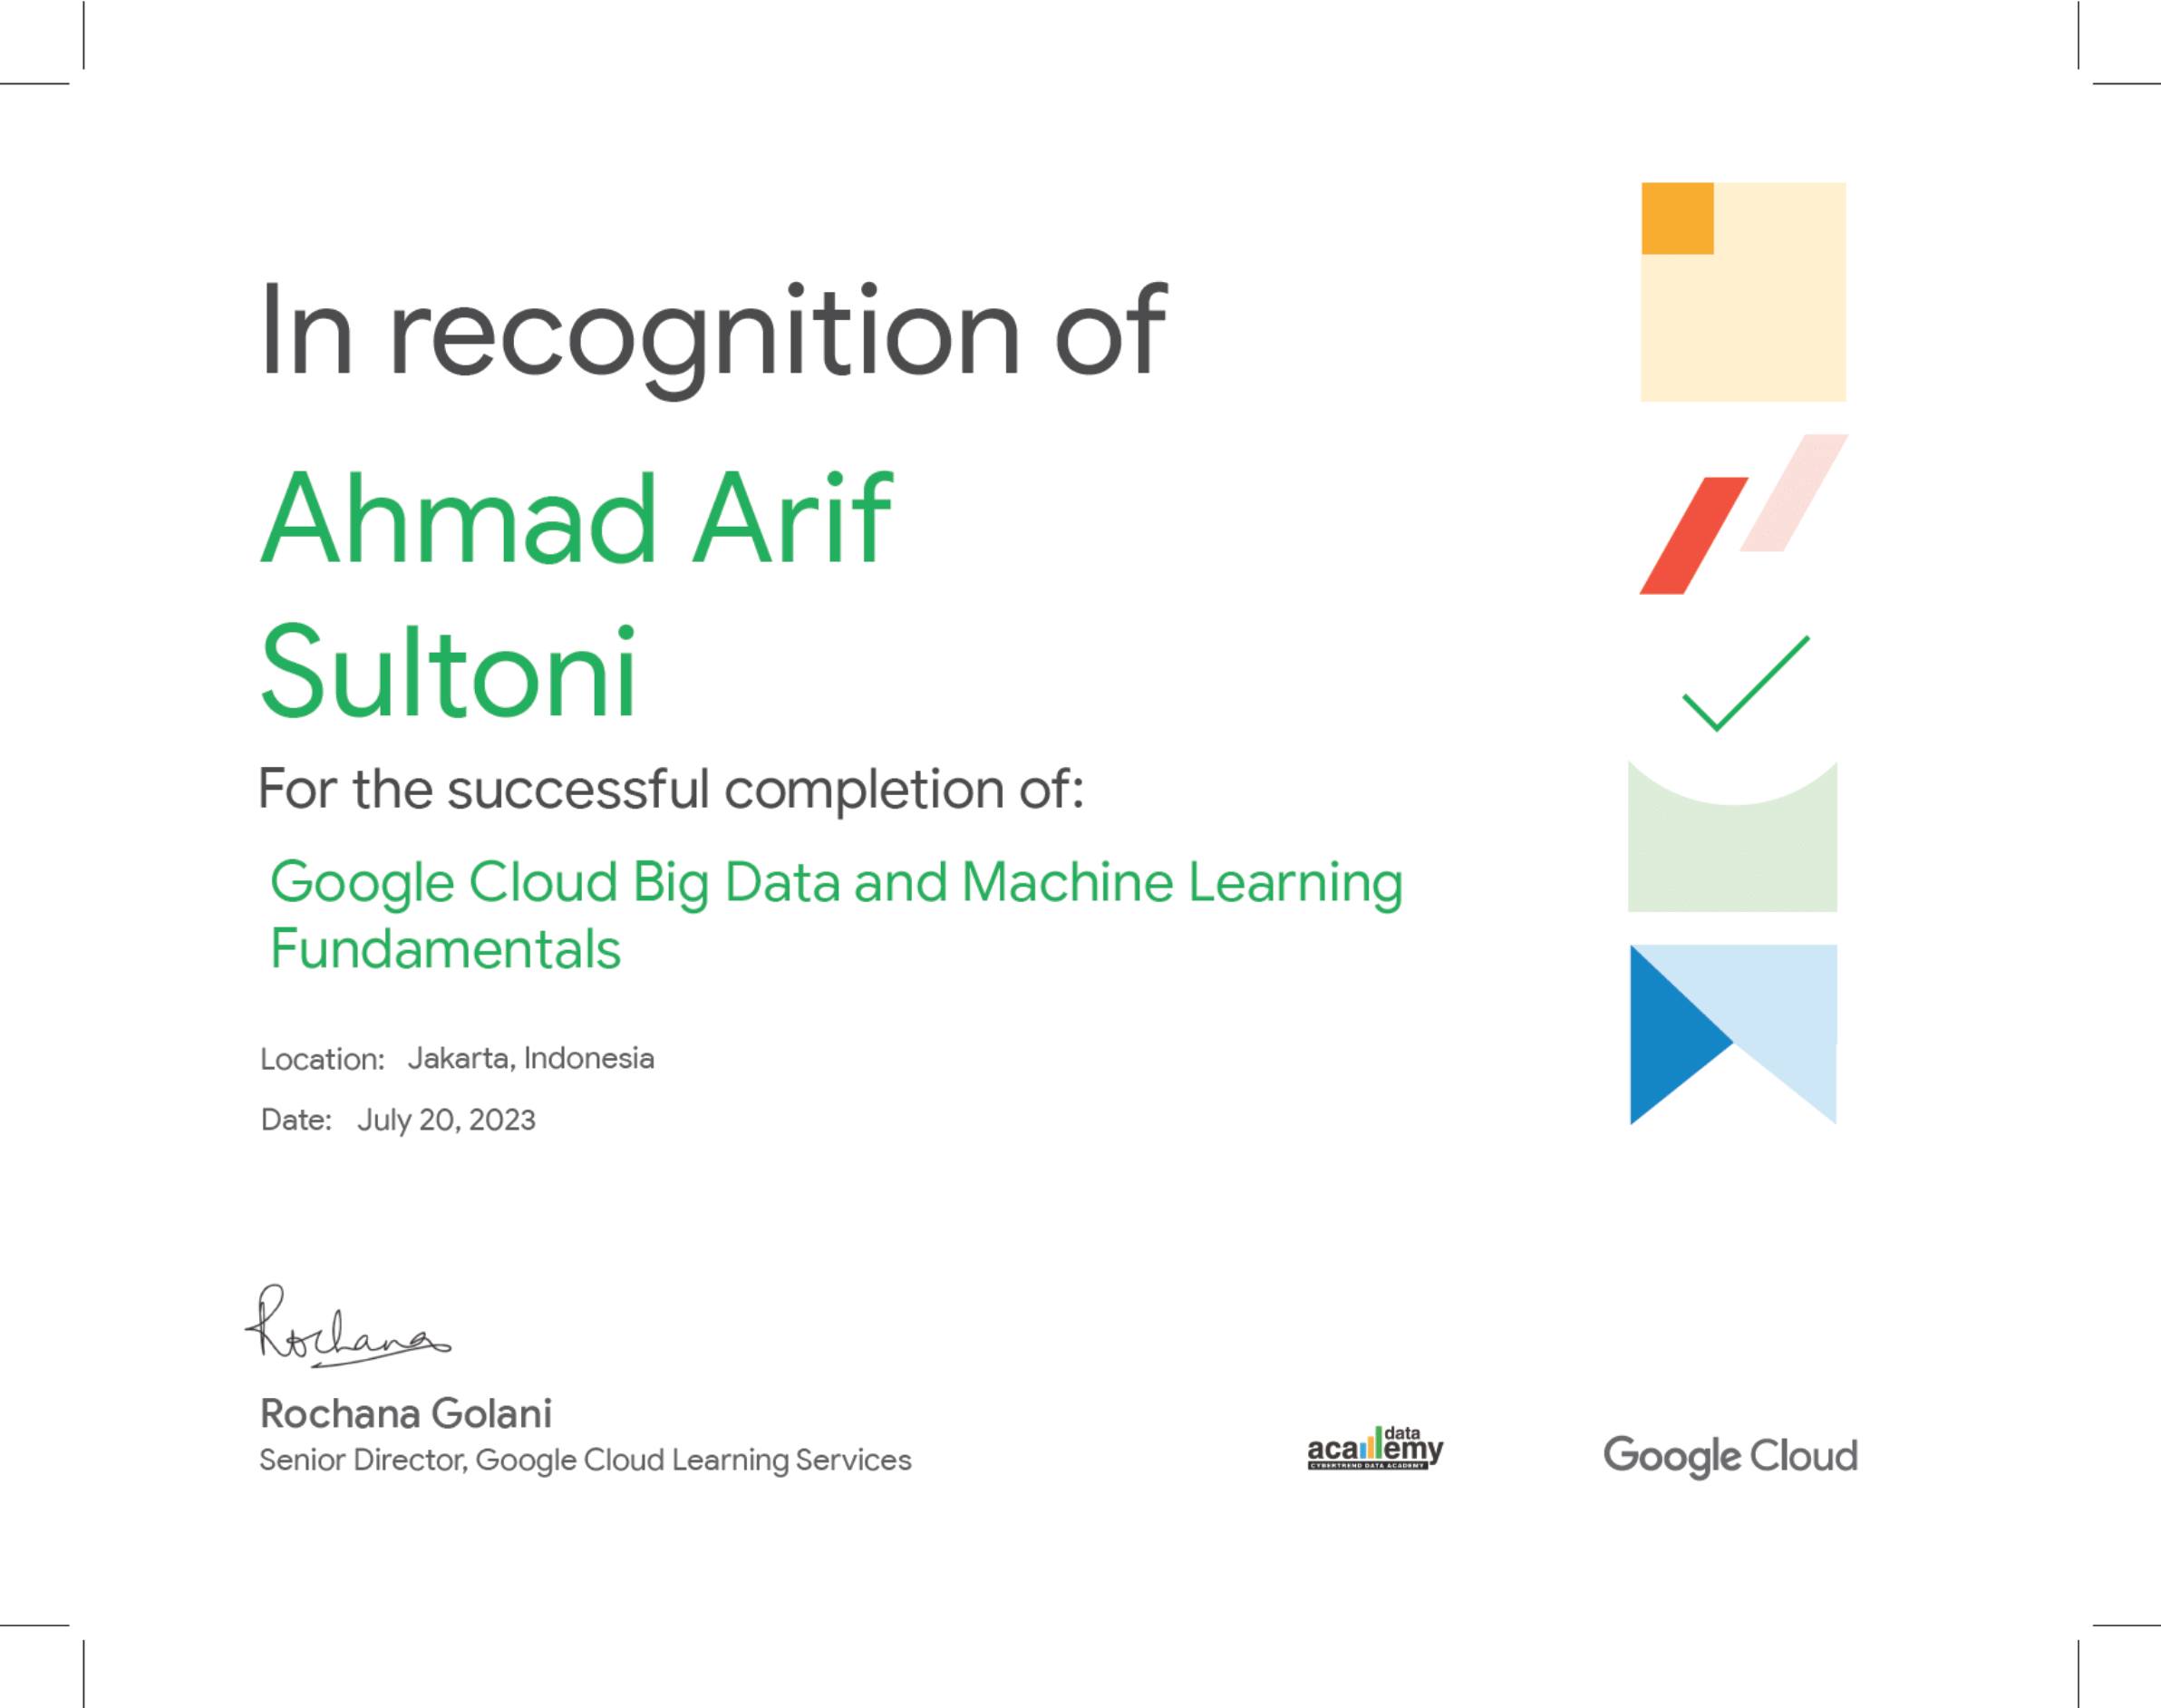 In recognition of
Ahmad Arif
Sultoni
For the successful completion of:
Google Cloud Big Data and Machine Learning
Fundamentals
Location: Jakarta, Indonesia
Date: July 20, 2023
Rochana
Rochana Golani
Senior Director, Google Cloud Learning Services
data
academy
CYBERTREND DATA ACADEMY
Google Cloud